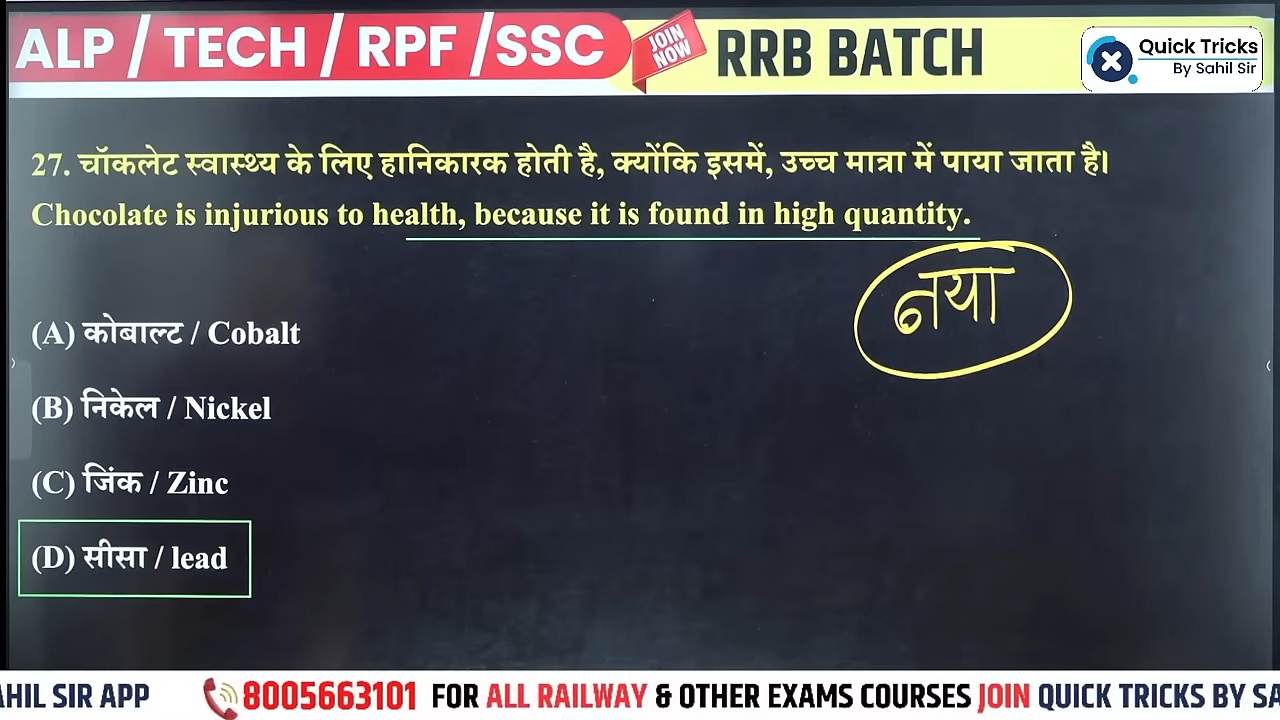 ALP / TECH / RPF / SSC
JOIN NOW
RRB BATCH
Quick Tricks
By Sahil Sir
27. चॉकलेट स्वास्थ्य के लिए हानिकारक होती है, क्योंकि इसमें, उच्च मात्रा में पाया जाता है।
Chocolate is injurious to health, because it is found in high quantity.
नया
(A) कोबाल्ट / Cobalt
(B) निकेल / Nickel
(C) जिंक / Zinc
(D) सीसा / lead
AHIL SIR APP 8005663101 FOR ALL RAILWAY & OTHER EXAMS COURSES JOIN QUICK TRICKS BY SA